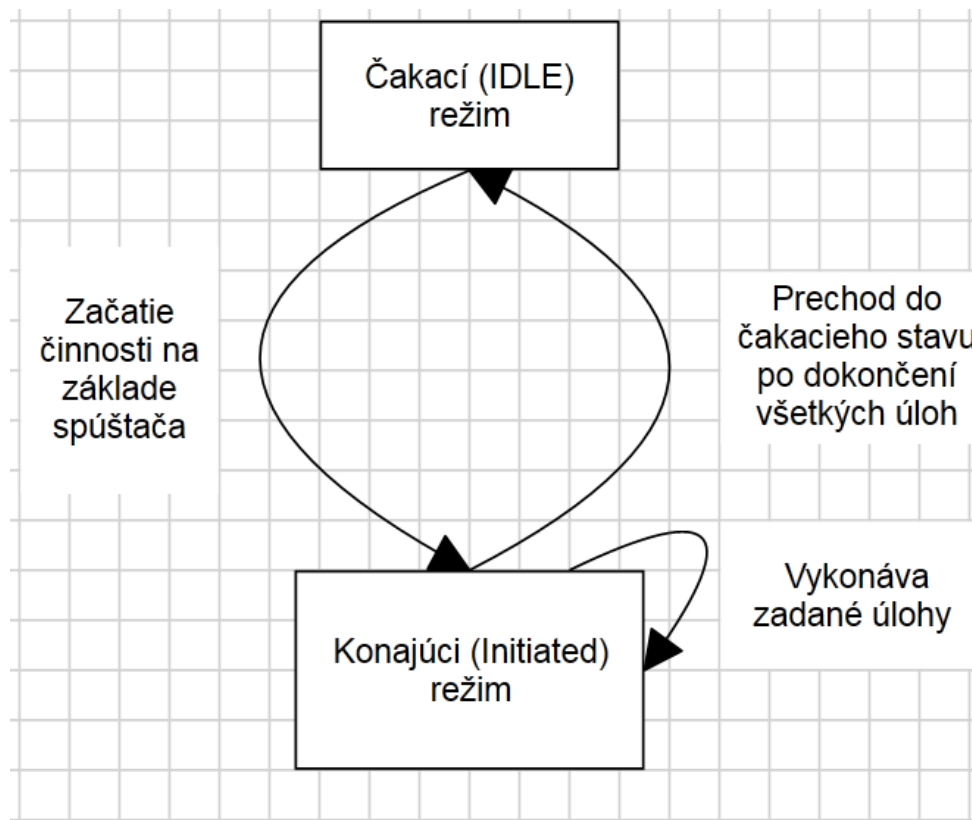 Čakací (IDLE)
režim
Začatie
činnosti na
základe
spúštača
Prechod do
čakacieho stavu
po dokončení
všetkých úloh
Vykonáva
zadané úlohy
Konajúci (Initiated)
režim